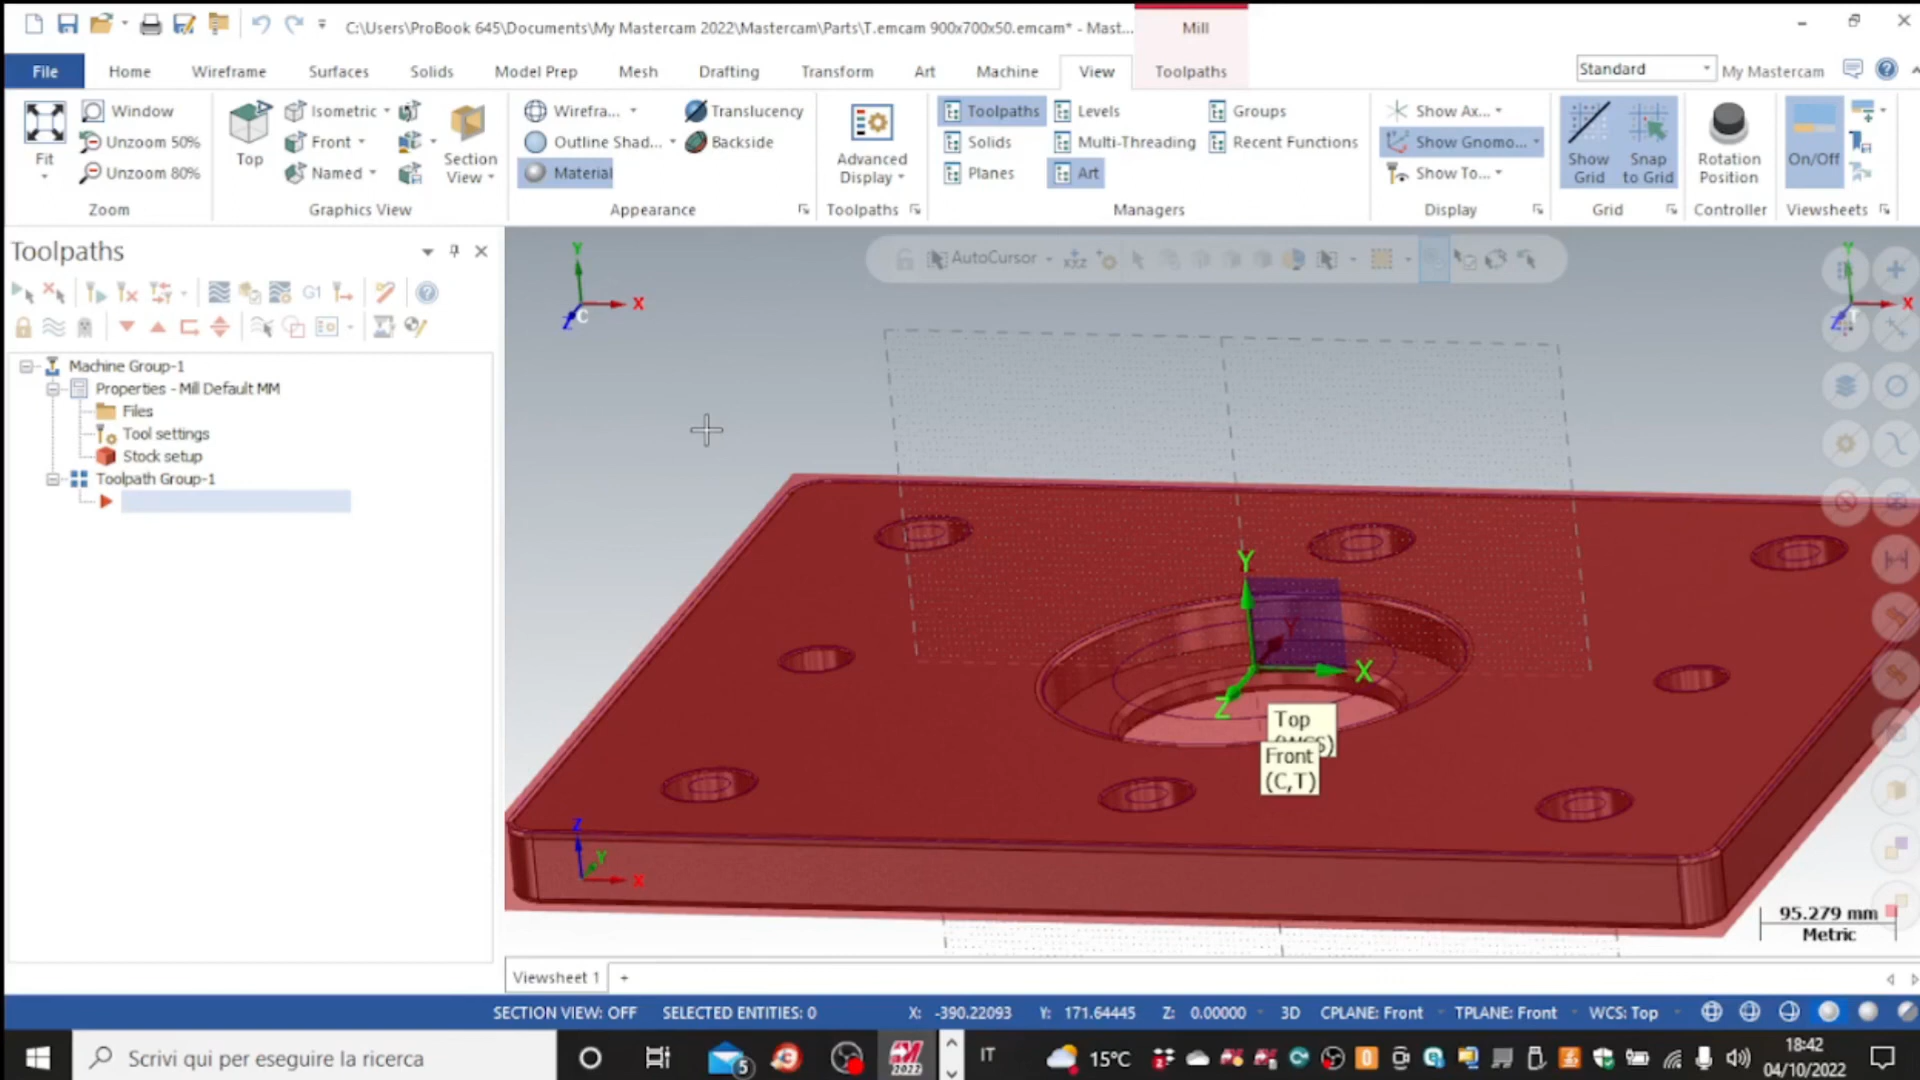 C:\Users\ProBook 645\Documents\My Mastercam 2022\Mastercam\Parts\T.emcam 900x700x50.emcam* - Mast...
Mill
File
Home
Wireframe
Surfaces
Solids
Model Prep
Mesh
Drafting
Transform
Art
Machine
View
Toolpaths
Standard
My Mastercam
Fit
Window
Unzoom 50%
Unzoom 80%
Zoom
Top
Isometric
Front
Named
Section
View
Graphics View
Wirefra...
Outline Shad...
Material
Translucency
Backside
Appearance
Advanced
Display
Toolpaths
Toolpaths
Solids
Planes
Levels
Multi-Threading
Art
Groups
Recent Functions
Managers
Show Ax...
Show Gnomo...
Show To...
Display
Show
Grid
Snap
to Grid
Grid
Rotation
Position
Controller
On/Off
Viewsheets
Toolpaths
G1
Machine Group-1
Properties - Mill Default MM
Files
Tool settings
Stock setup
Toolpath Group-1
AutoCursor
XYZ
Y
X
Z
C
Y
X
Z
T
Y
Y
X
Z
Top
(WCS)
Front
(C,T)
Z
Y
X
95.279 mm
Metric
Viewsheet 1
+
SECTION VIEW: OFF
SELECTED ENTITIES: 0
X: -390.22093
Y: 171.64445
Z: 0.00000
3D
CPLANE: Front
TPLANE: Front
WCS: Top
Scrivi qui per eseguire la ricerca
5
2022
IT
15°C
18:42
04/10/2022